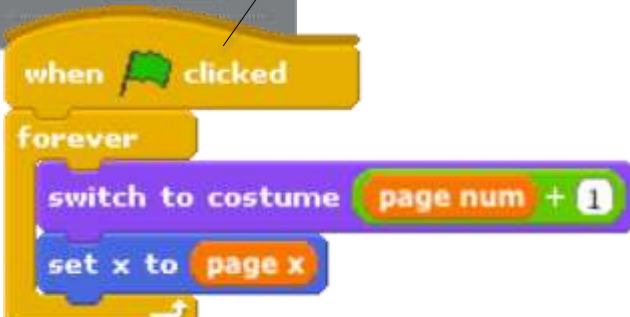 when clicked
forever
switch to costume page num + 1
set x to page x